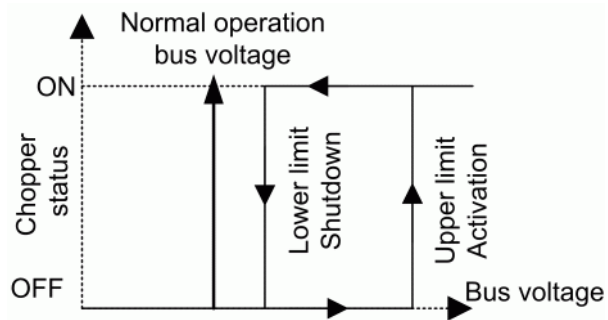 Normal operation
bus voltage
ON
Chopper
status
Lower limit
Shutdown
Upper limit
Activation
OFF
Bus voltage